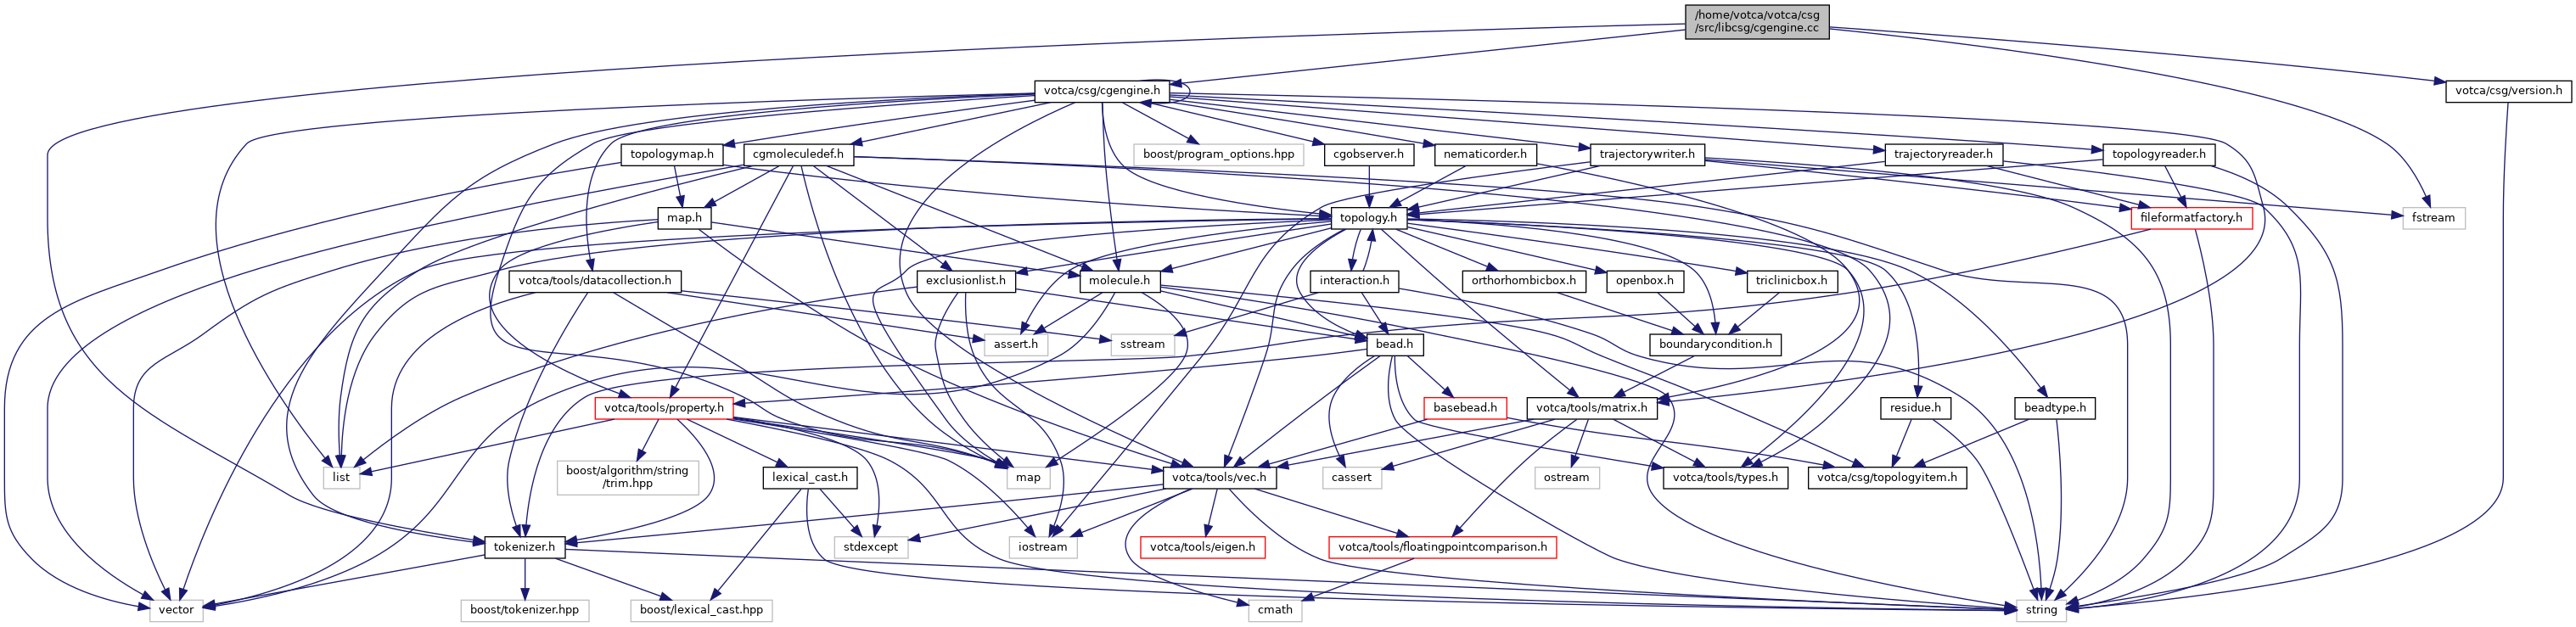 /home/votca/votca/csg
/src/libcsg/cgengine.cc
votca/csg/cgengine.h
votca/csg/version.h
topologymap.h
cgmoleculedef.h
boost/program_options.hpp
cgobserver.h
nematicorder.h
trajectorywriter.h
trajectoryreader.h
topologyreader.h
map.h
topology.h
fileformatfactory.h
fstream
votca/tools/datacollection.h
exclusionlist.h
molecule.h
interaction.h
orthorhombicbox.h
openbox.h
triclinicbox.h
assert.h
sstream
bead.h
boundarycondition.h
votca/tools/property.h
basebead.h
votca/tools/matrix.h
residue.h
beadtype.h
list
boost/algorithm/string
/trim.hpp
lexical_cast.h
map
votca/tools/vec.h
cassert
ostream
votca/tools/types.h
votca/csg/topologyitem.h
tokenizer.h
stdexcept
iostream
votca/tools/eigen.h
votca/tools/floatingpointcomparison.h
vector
boost/tokenizer.hpp
boost/lexical_cast.hpp
cmath
string